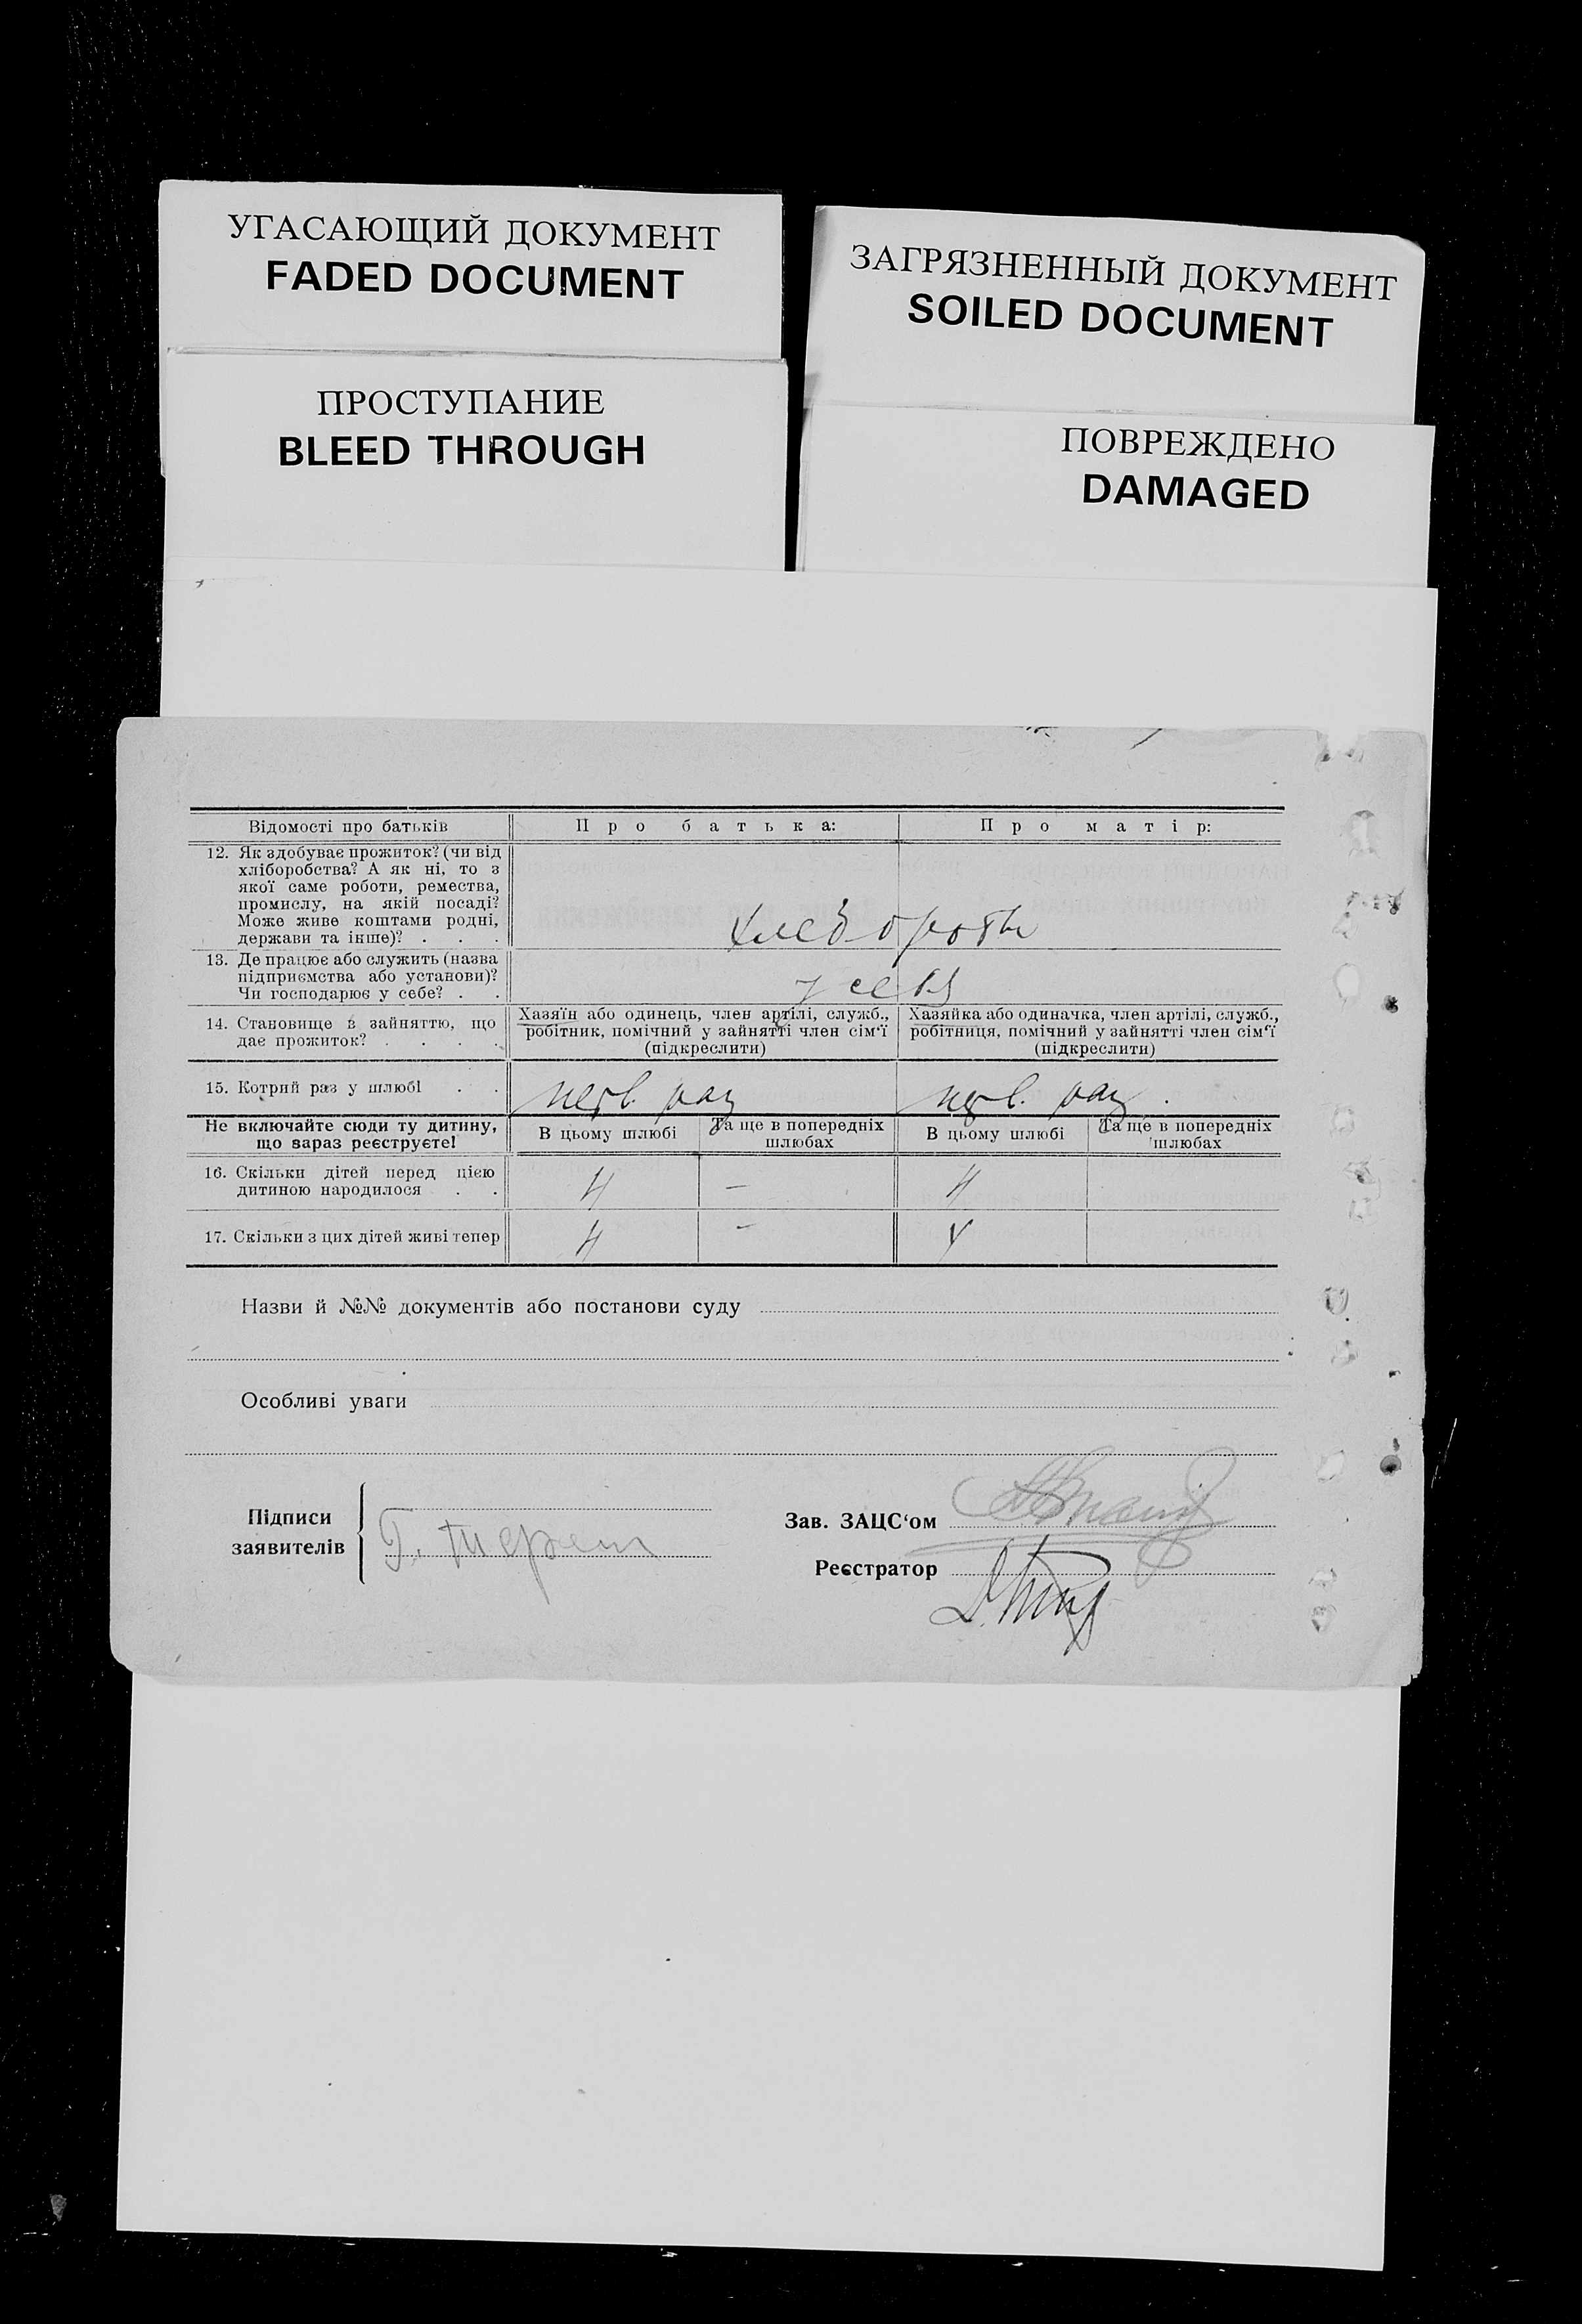 УГАСАЮЩИЙ ДОКУМЕНТ
FADED DOCUMENT
ЗАГРЯЗНЕННЫЙ ДОКУМЕНТ
SOILED DOCUMENT
ПРОСТУПАНИЕ
BLEED THROUGH
ПОВРЕЖДЕНО
DAMAGED
Відомості про батьків
Про батька:
Про матір:
12. Як здобуває прожиток? (чи від
хліборобства? А як ні, то з
якої саме роботи, ремества,
промислу, на якій посаді?
Може живе коштами родні,
держави та інше)? . . .
13. Де працює або служить (назва
підприємства або установи)?
Чи господарює у себе? . .
у себя
14. Становище в зайняттю, що
дає прожиток? . . . .
Хазяїн або одинець, член артілі, служб.,
робітник, помічний у зайнятті член сім'ї
(підкреслити)
Хазяйка або одиначка, член артілі, служб.,
робітниця, помічний у зайнятті член сім'ї
(підкреслити)
15. Котрий раз у шлюбі . .
перв. раз
перв. раз.
Не включайте сюди ту дитину,
що зараз реєструєте!
В цьому шлюбі
Та ще в попередніх
шлюбах
В цьому шлюбі
Та ще в попередніх
шлюбах
16. Скільки дітей перед цією
дитиною народилося . .
4 – 4
17. Скільки з цих дітей живі тепер
4 – 4
Назви й №№ документів або постанови суду
Особливі уваги
Підписи
заявителів
Г.
Зав. ЗАЦС'ом
Реєстратор